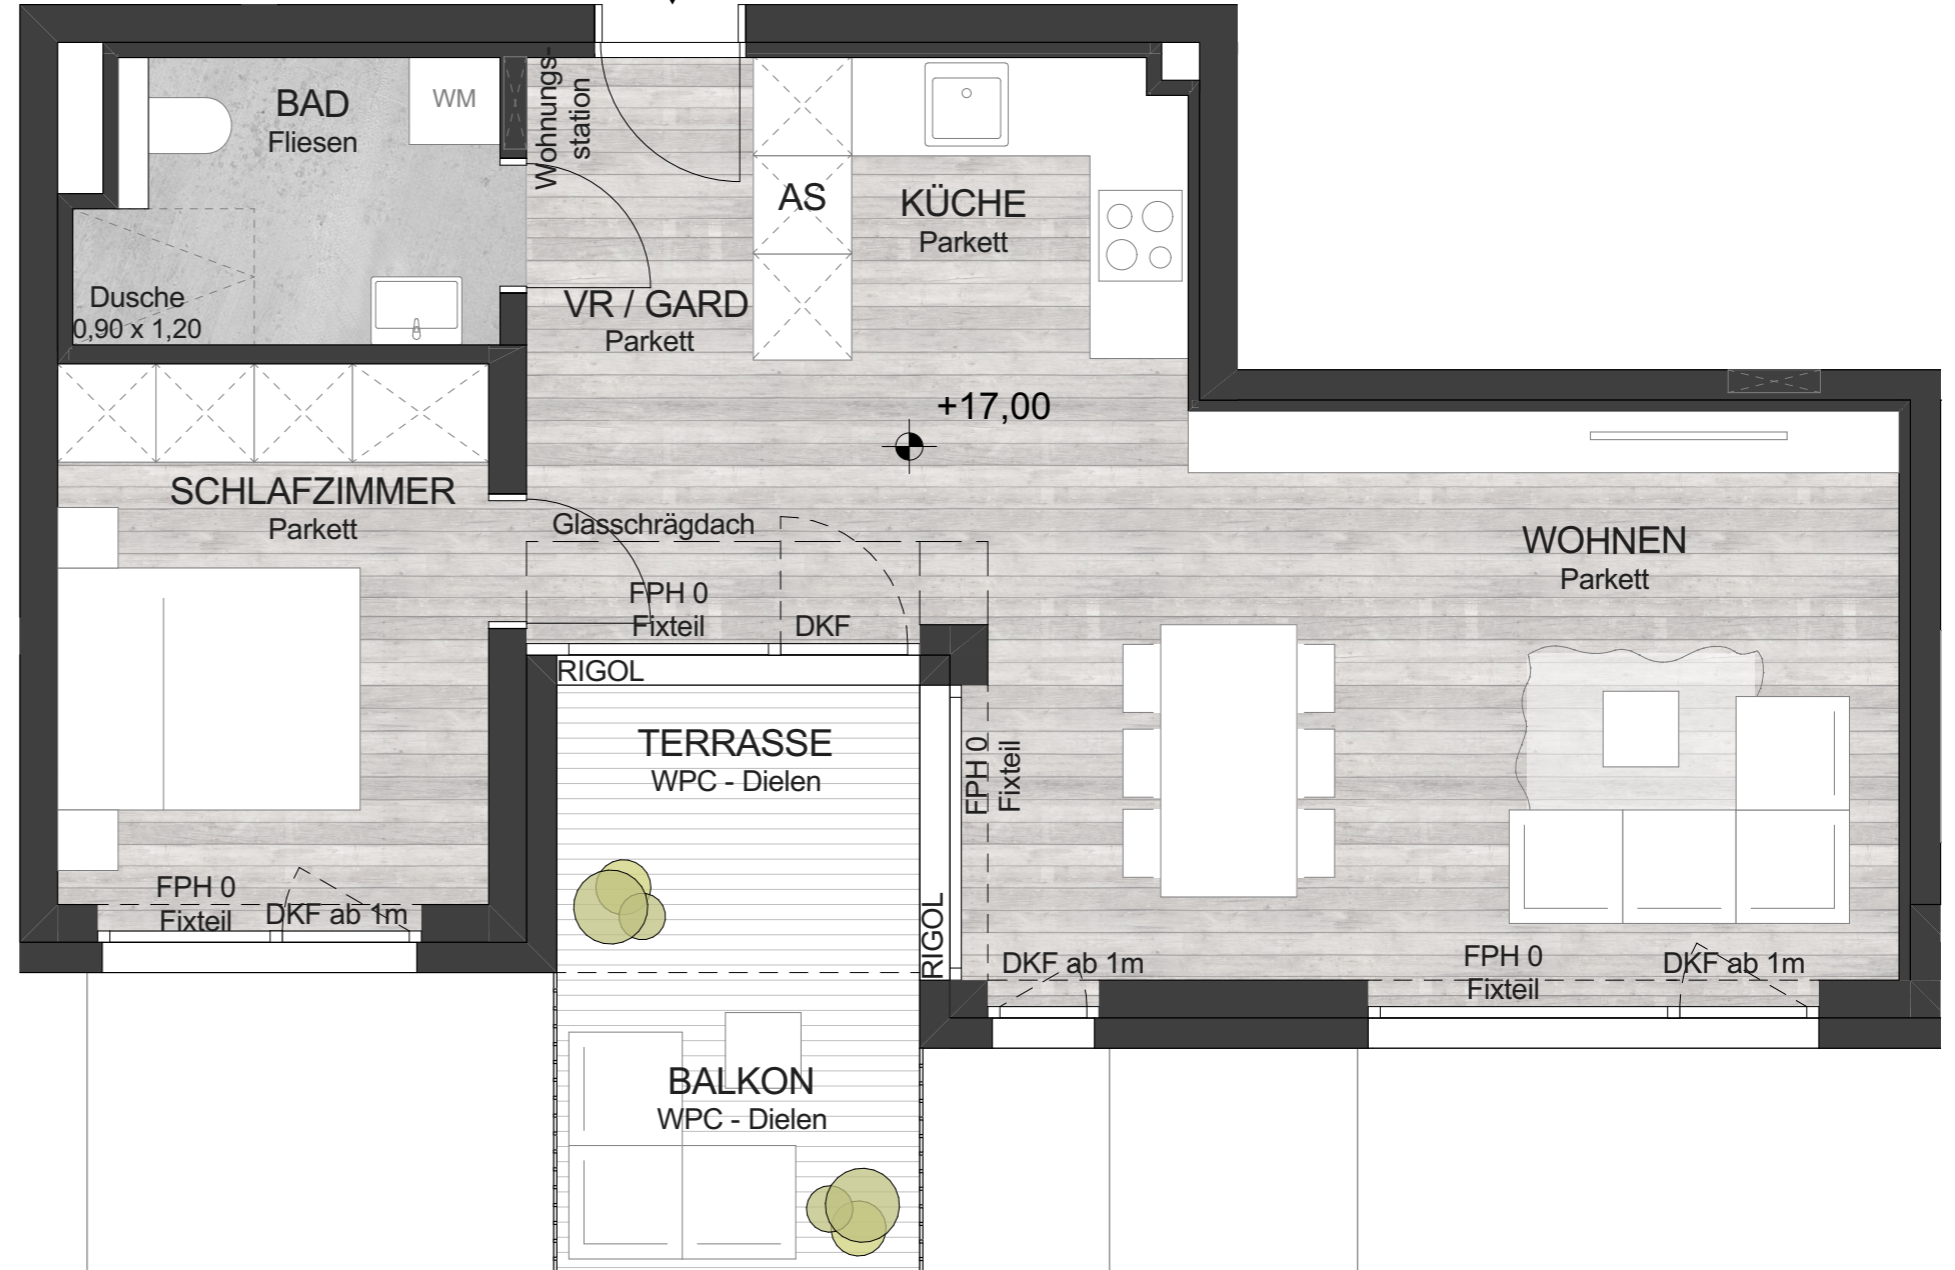 BAD
Fliesen
WM
Wohnungs-
station
AS
KÜCHE
Parkett
Dusche
0,90 x 1,20
VR / GARD
Parkett
+17,00
SCHLAFZIMMER
Parkett
Glasschrägdach
WOHNEN
Parkett
FPH 0
Fixteil
DKF
RIGOL
TERRASSE
WPC - Dielen
FPH 0
Fixteil
RIGOL
FPH 0
Fixteil
DKF ab 1m
DKF ab 1m
FPH 0
Fixteil
DKF ab 1m
BALKON
WPC - Dielen